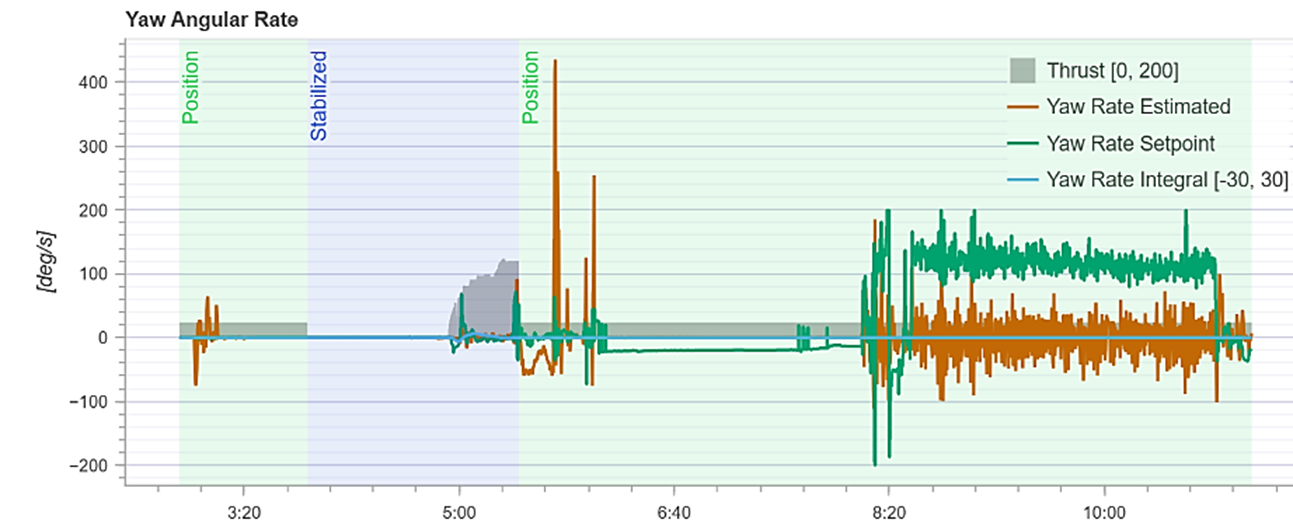 Yaw Angular Rate
Position
Stabilized
Position
Thrust [0, 200]
Yaw Rate Estimated
Yaw Rate Setpoint
Yaw Rate Integral [-30, 30]
[deg/s]
400
300
200
100
0
−100
−200
3:20
5:00
6:40
8:20
10:00